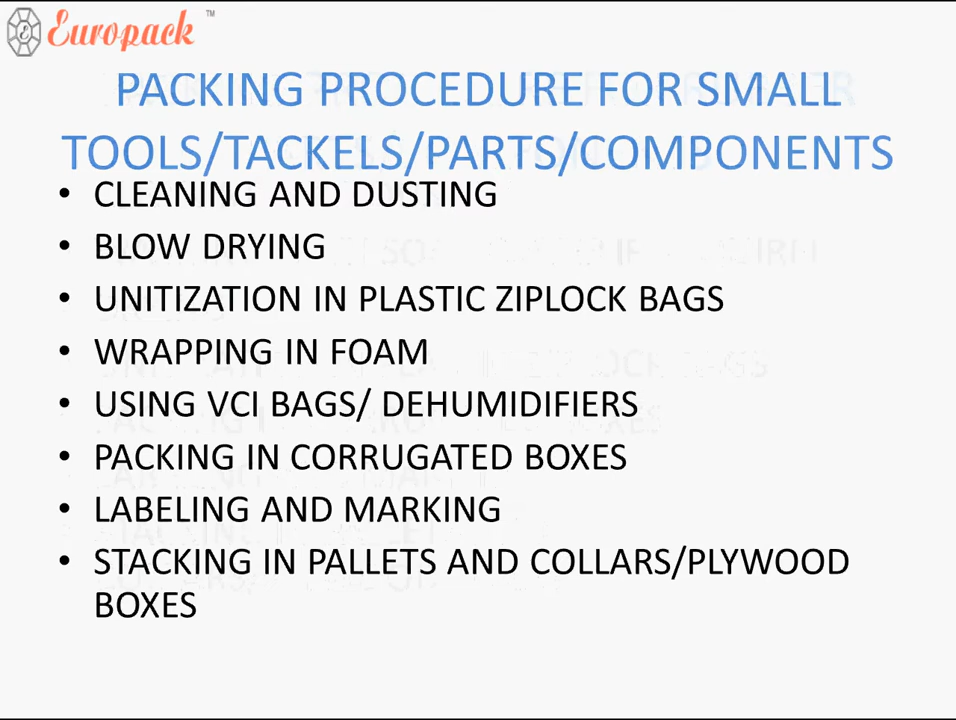 Europack™
PACKING PROCEDURE FOR SMALL
TOOLS/TACKELS/PARTS/COMPONENTS
• CLEANING AND DUSTING
• BLOW DRYING
• UNITIZATION IN PLASTIC ZIPLOCK BAGS
• WRAPPING IN FOAM
• USING VCI BAGS/ DEHUMIDIFIERS
• PACKING IN CORRUGATED BOXES
• LABELING AND MARKING
• STACKING IN PALLETS AND COLLARS/PLYWOOD
BOXES